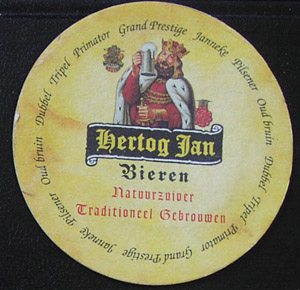 Oud bruin Dubbel Tripel Primator Grand Prestige Janneke Pilsener Oud bruin Dubbel Tripel Primator Grand Prestige Janneke Pilsener
Hertog Jan
Bieren
Natuurzuiver
Traditioneel Gebrouwen